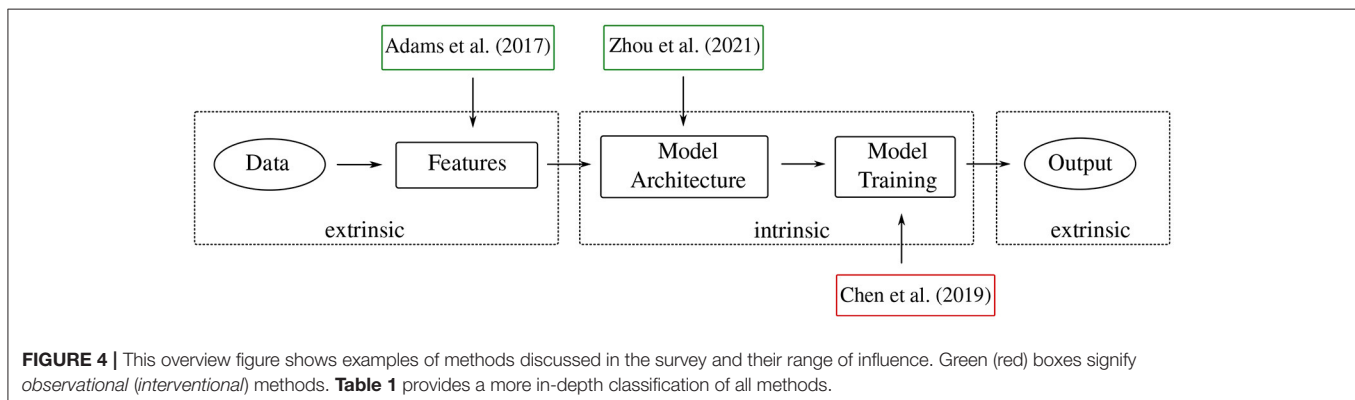 Adams et al. (2017)
Zhou et al. (2021)
Data
Features
Model
Architecture
Model
Training
Output
extrinsic
intrinsic
extrinsic
Chen et al. (2019)
FIGURE 4 | This overview figure shows examples of methods discussed in the survey and their range of influence. Green (red) boxes signify
observational (interventional) methods. Table 1 provides a more in-depth classification of all methods.